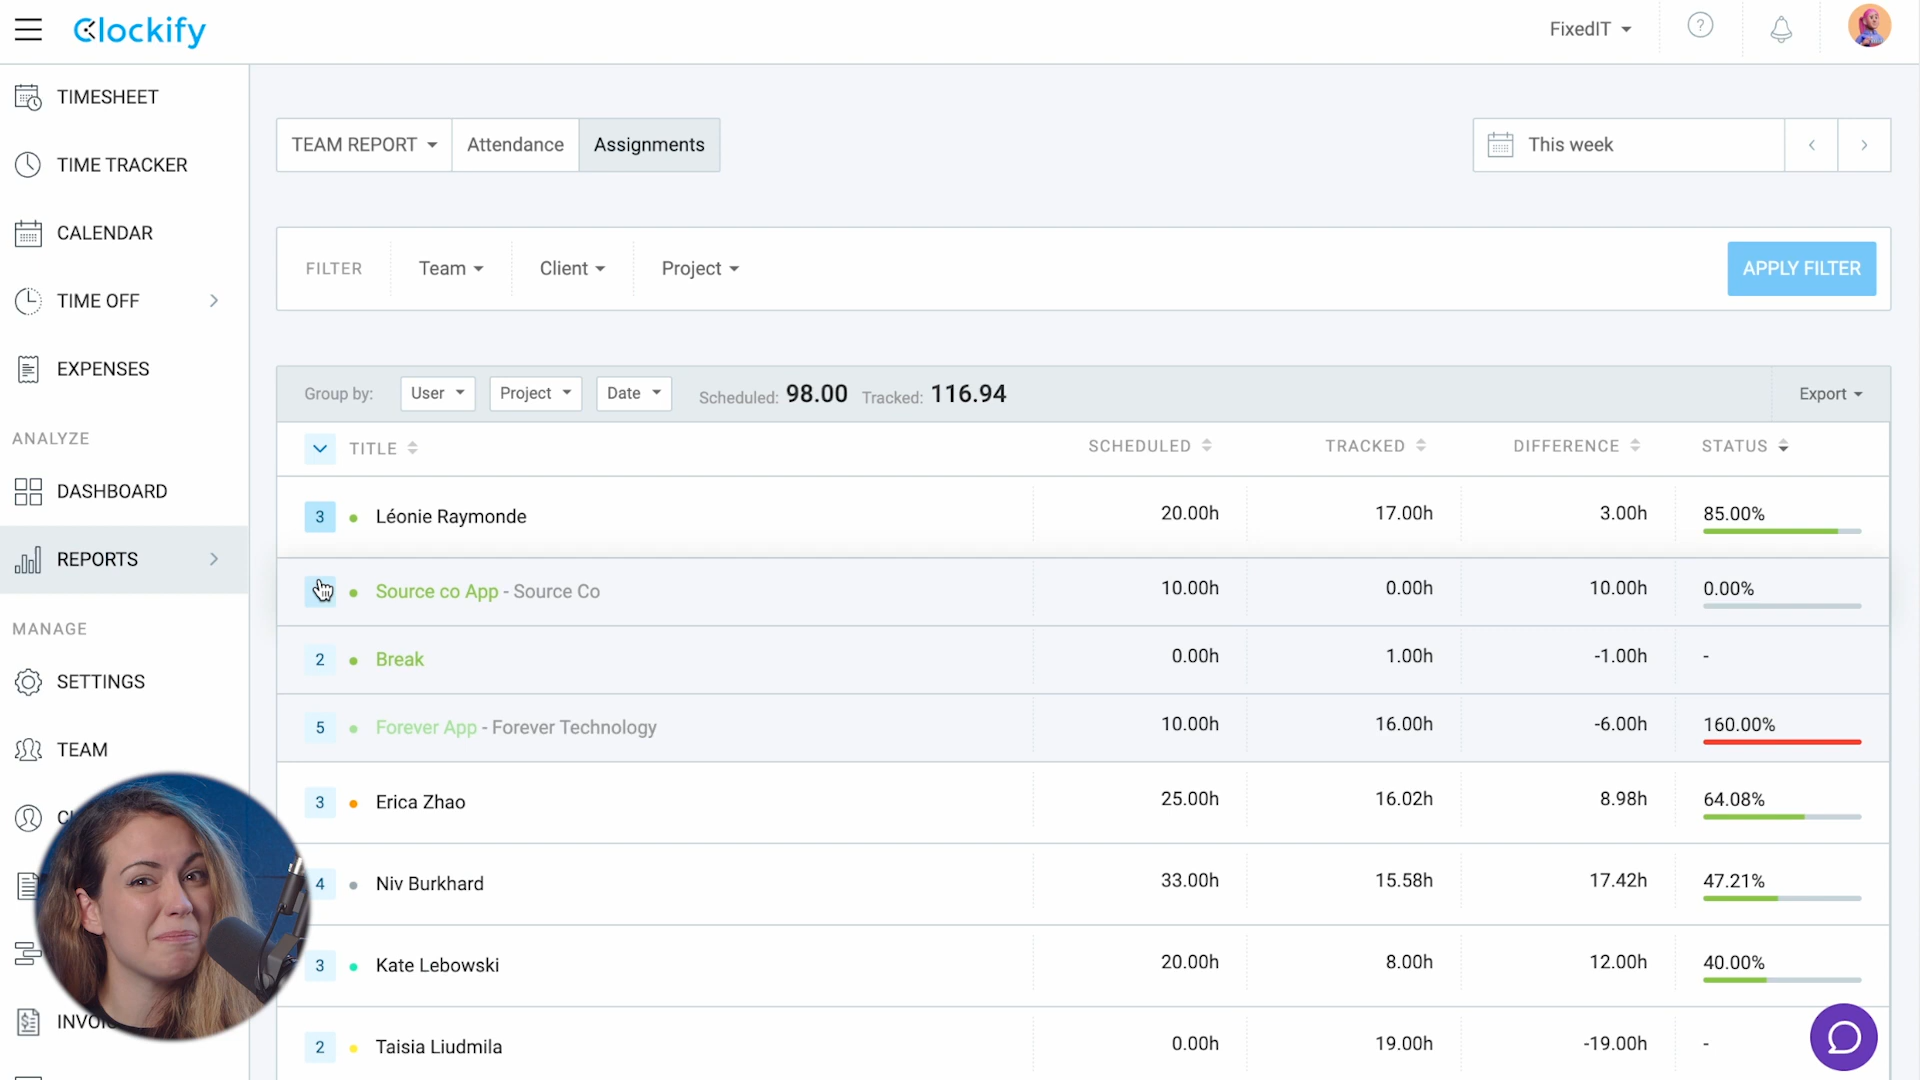 Clockify
FixedIT
?
TIMESHEET
TIME TRACKER
CALENDAR
TIME OFF
EXPENSES
ANALYZE
DASHBOARD
REPORTS
MANAGE
SETTINGS
TEAM
TEAM REPORT
Attendance
Assignments
This week
FILTER
Team
Client
Project
APPLY FILTER
Group by:
User
Project
Date
Scheduled: 98.00
Tracked: 116.94
Export
TITLE
SCHEDULED
TRACKED
DIFFERENCE
STATUS
3 Léonie Raymonde 20.00h 17.00h 3.00h 85.00%
Source co App - Source Co 10.00h 0.00h 10.00h 0.00%
2 Break 0.00h 1.00h -1.00h -
5 Forever App - Forever Technology 10.00h 16.00h -6.00h 160.00%
3 Erica Zhao 25.00h 16.02h 8.98h 64.08%
4 Niv Burkhard 33.00h 15.58h 17.42h 47.21%
3 Kate Lebowski 20.00h 8.00h 12.00h 40.00%
2 Taisia Liudmila 0.00h 19.00h -19.00h -